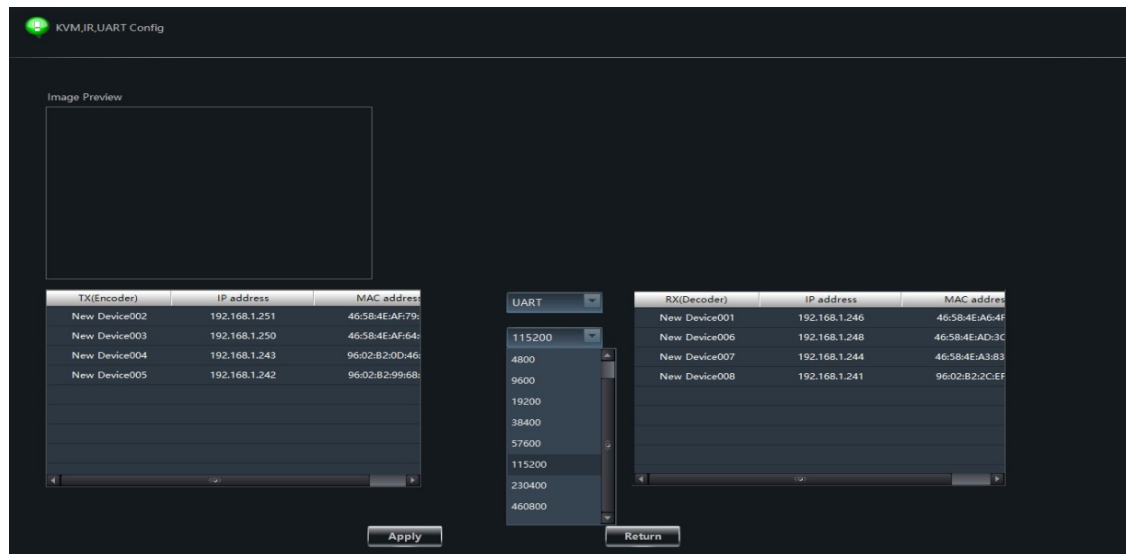 KVM,IR,UART Config
Image Preview
TX(Encoder) IP address MAC address
New Device002 192.168.1.251 46:58:4E:AF:79:
New Device003 192.168.1.250 46:58:4E:AF:64:
New Device004 192.168.1.243 96:02:B2:0D:46:
New Device005 192.168.1.242 96:02:B2:99:68:
UART
115200
4800
9600
19200
38400
57600
115200
230400
460800
RX(Decoder) IP address MAC addres
New Device001 192.168.1.246 46:58:4E:A6:4F
New Device006 192.168.1.248 46:58:4E:AD:3C
New Device007 192.168.1.244 46:58:4E:A3:83
New Device008 192.168.1.241 96:02:B2:2C:EF
Apply
Return